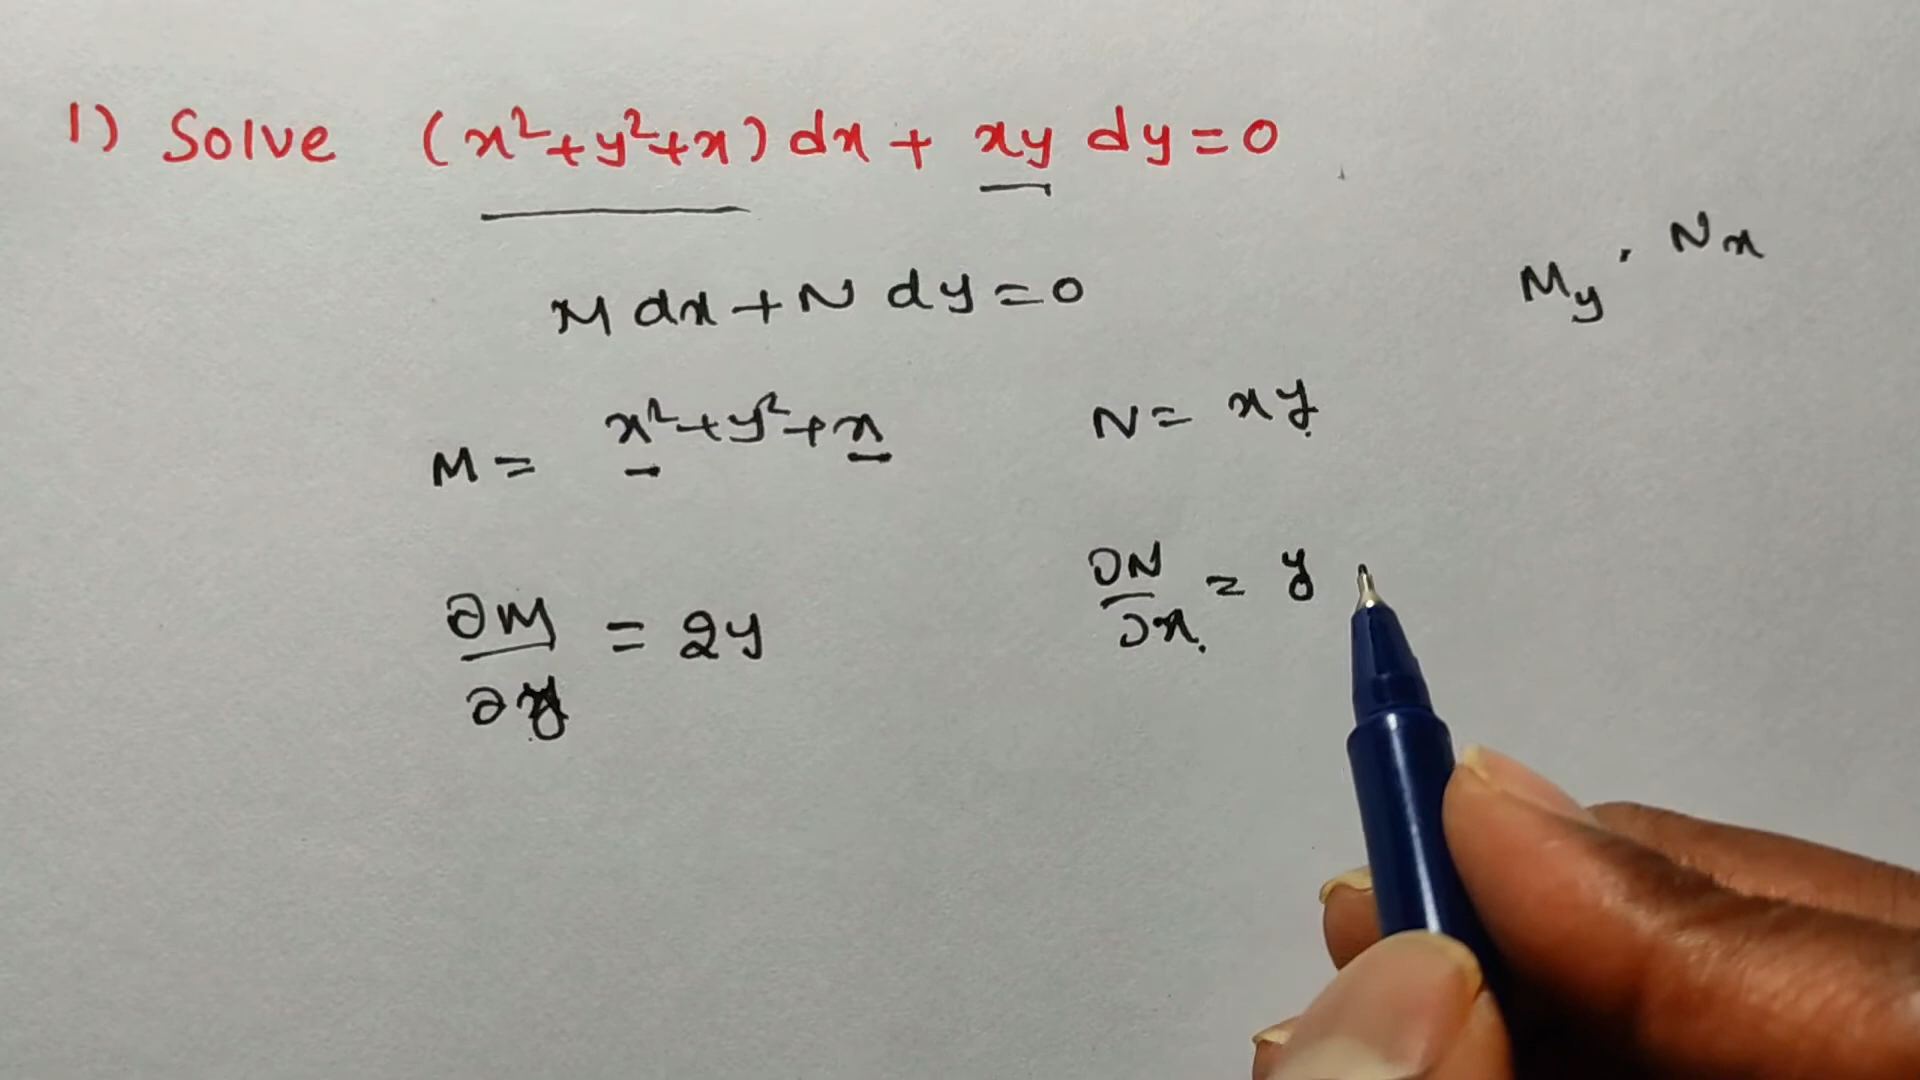 1) Solve (x²+y²+x) dx + xy dy = 0
M dx + N dy = 0
My , Nx
M = x²+y²+x
N = xy
∂M/∂y = 2y
∂N/∂x = y